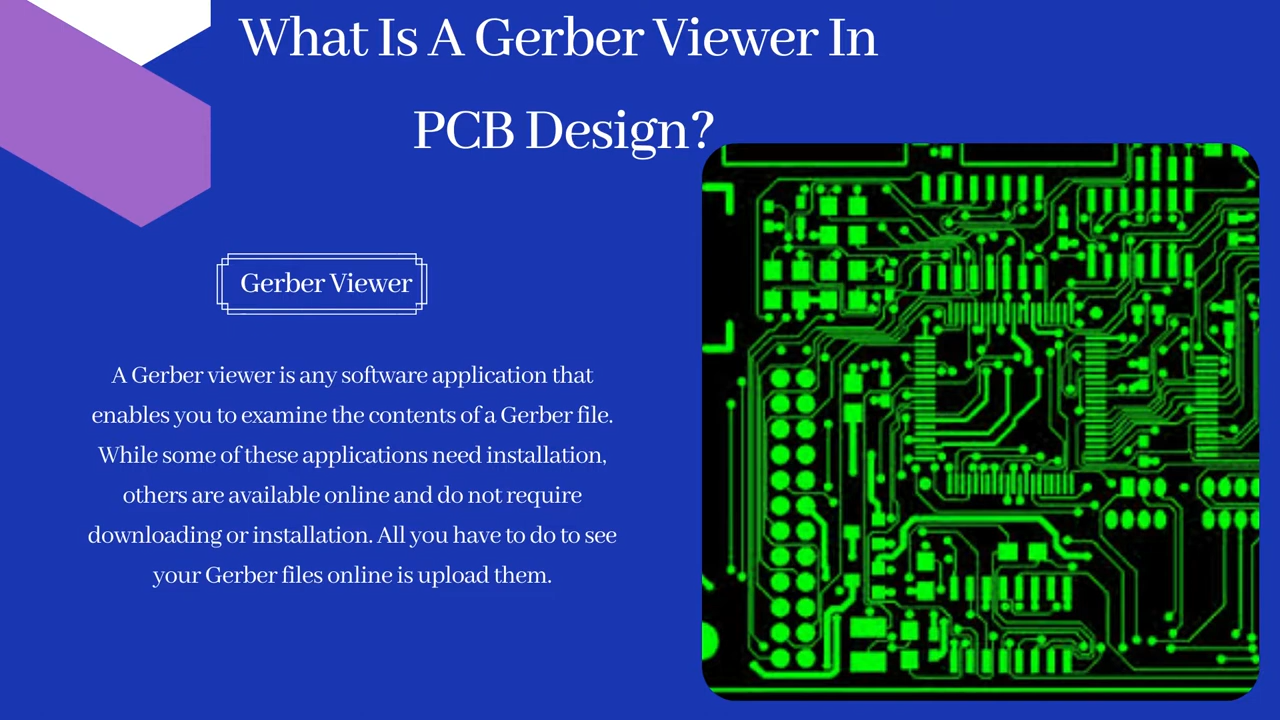 What Is A Gerber Viewer In
PCB Design?
Gerber Viewer
A Gerber viewer is any software application that
enables you to examine the contents of a Gerber file.
While some of these applications need installation,
others are available online and do not require
downloading or installation. All you have to do to see
your Gerber files online is upload them.